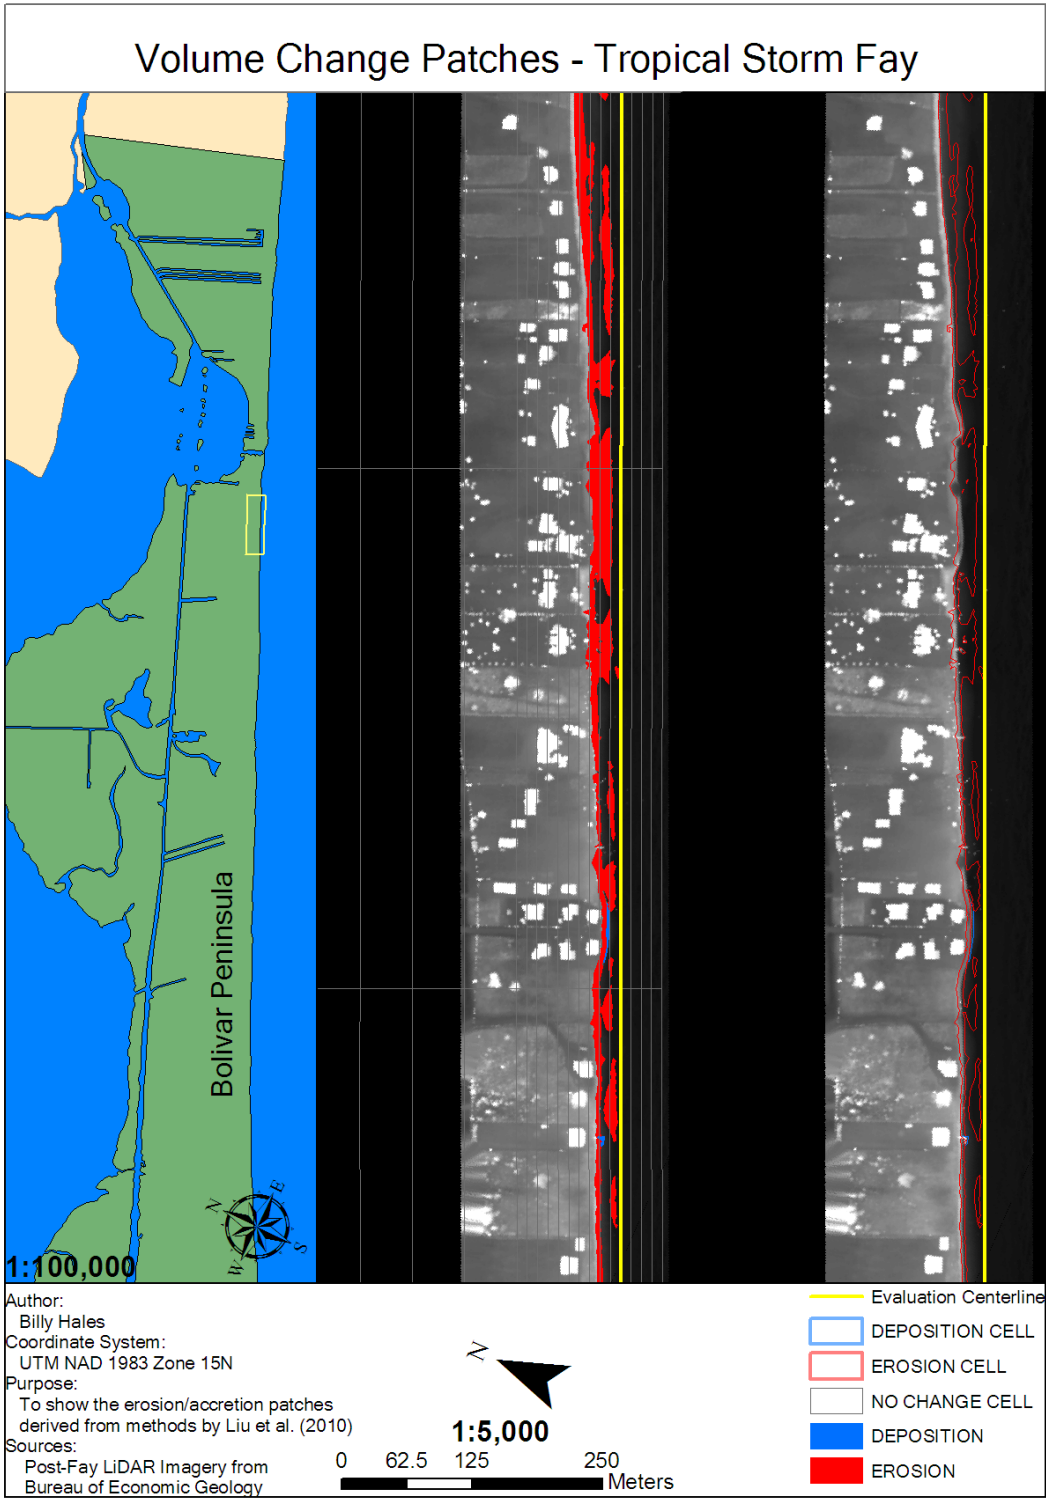 Volume Change Patches - Tropical Storm Fay
Bolivar Peninsula
N
E
S
W
1:100,000
Author:
Billy Hales
Coordinate System:
UTM NAD 1983 Zone 15N
Purpose:
To show the erosion/accretion patches
derived from methods by Liu et al. (2010)
Sources:
Post-Fay LiDAR Imagery from
Bureau of Economic Geology
N
1:5,000
0 62.5 125 250
Meters
Evaluation Centerline
DEPOSITION CELL
EROSION CELL
NO CHANGE CELL
DEPOSITION
EROSION